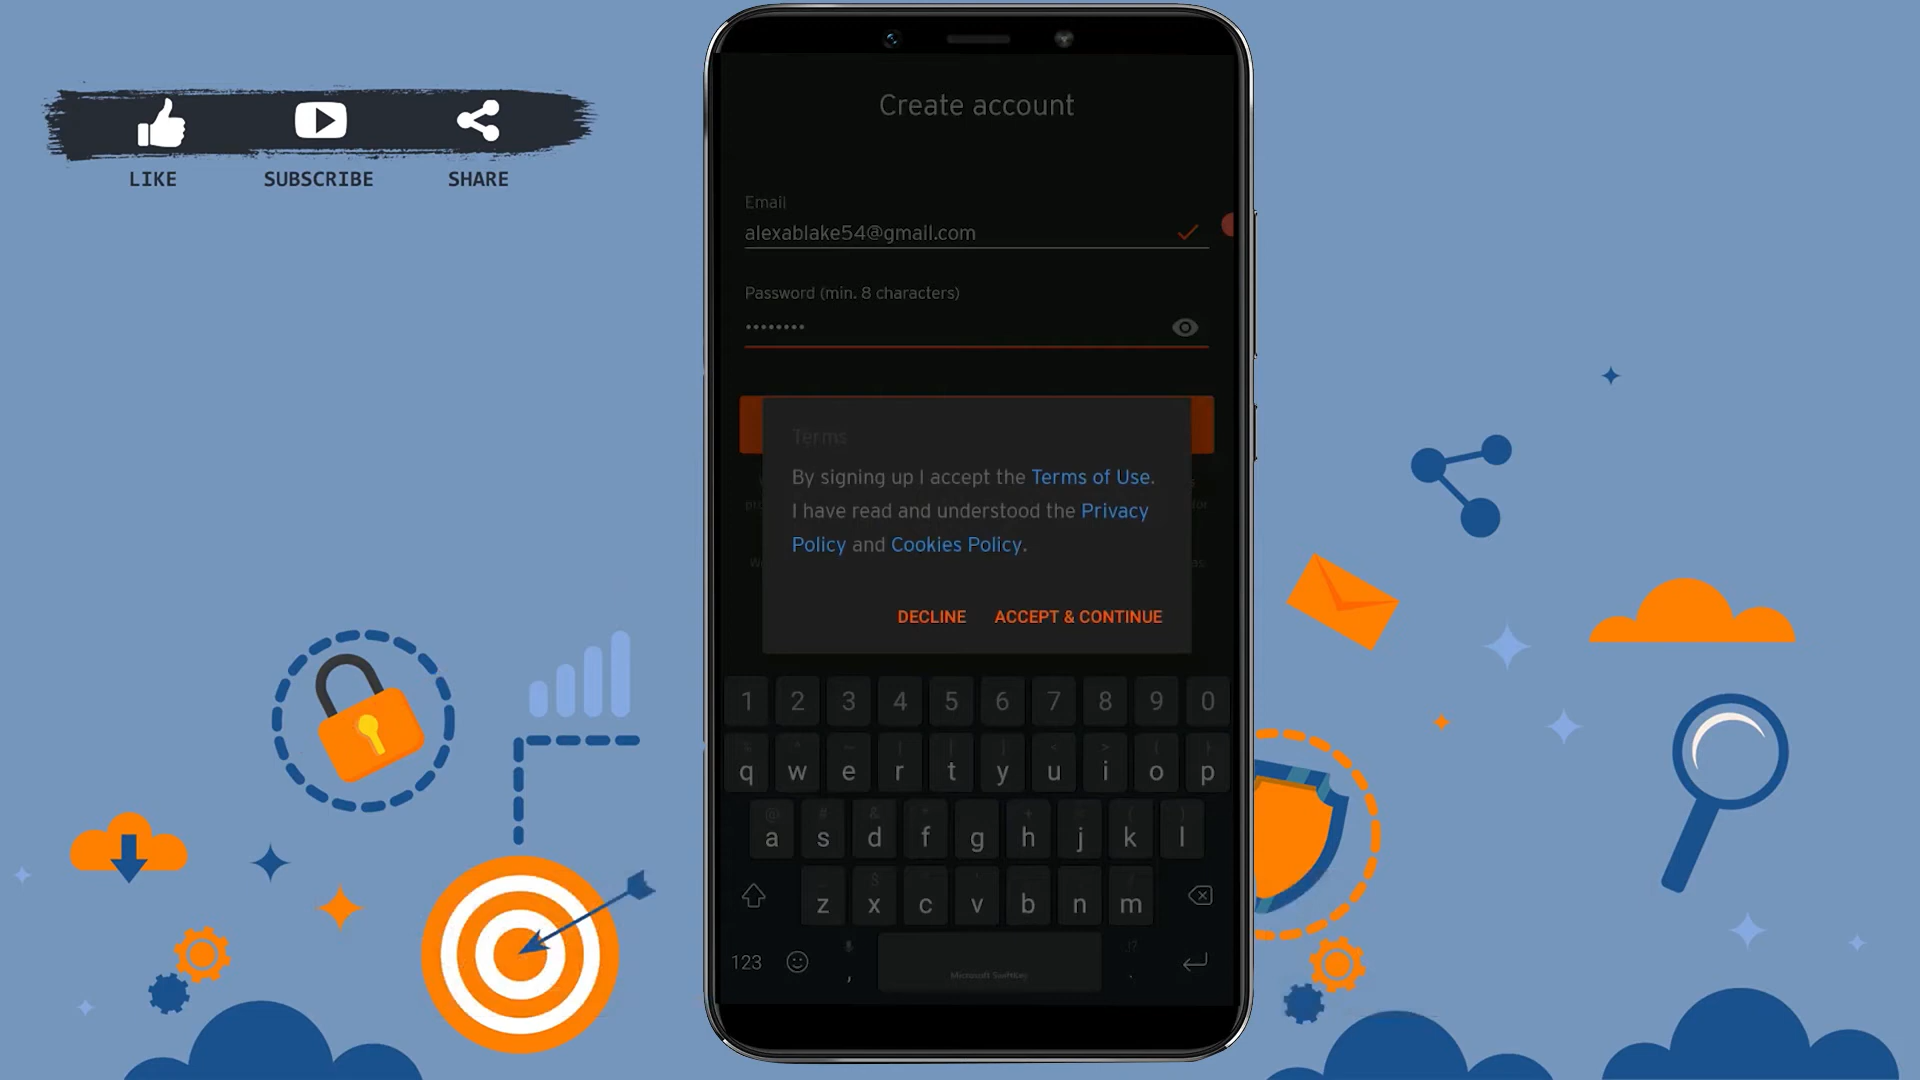 LIKE SUBSCRIBE SHARE
Create account
Email
alexablake54@gmail.com
Password (min. 8 characters)
••••••••
Terms
By signing up I accept the Terms of Use.
I have read and understood the Privacy
Policy and Cookies Policy.
DECLINE ACCEPT & CONTINUE
1 2 3 4 5 6 7 8 9 0
q w e r t y u i o p
a s d f g h j k l
z x c v b n m
123 , .
Microsoft SwiftKey